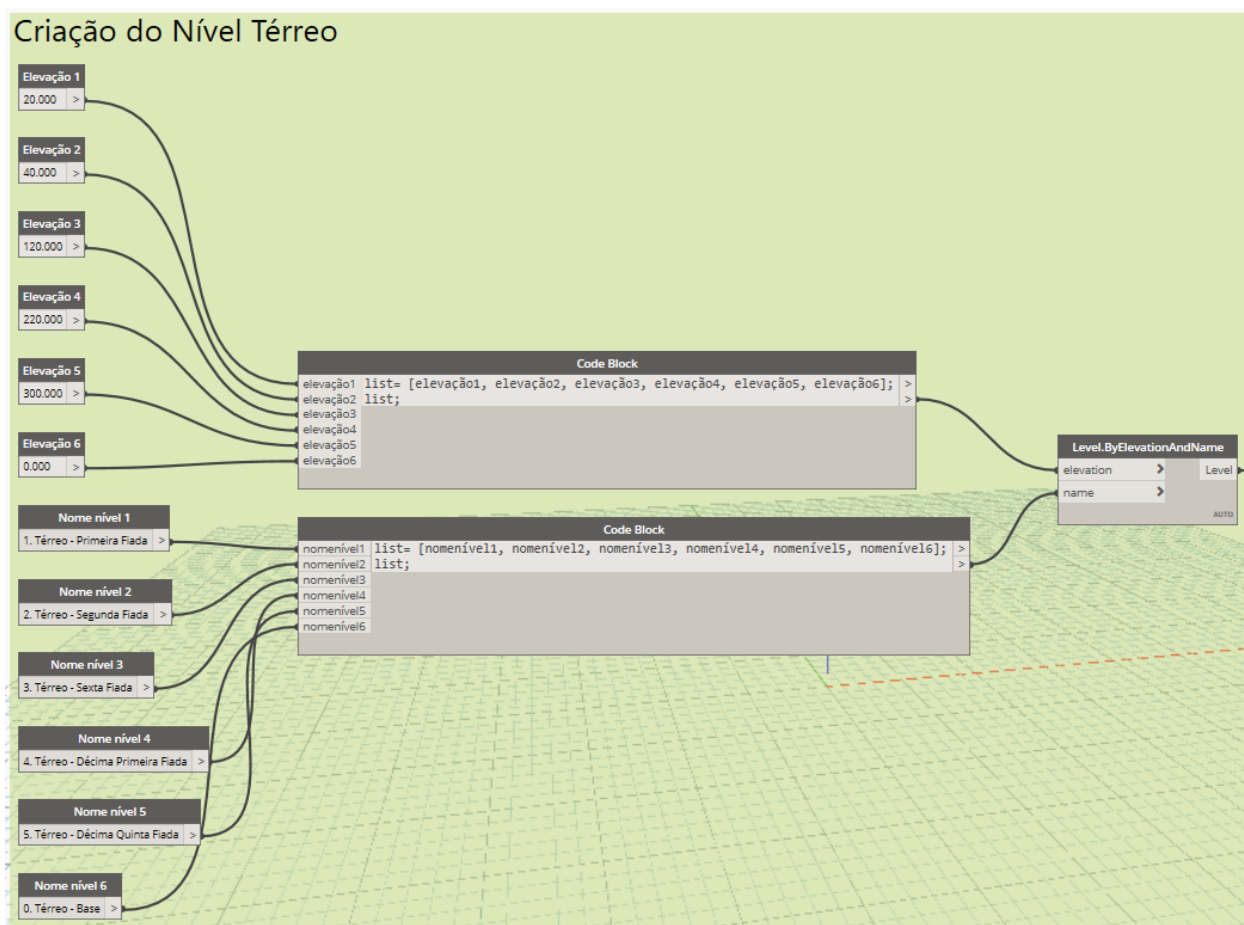 Criação do Nível Térreo
Elevação 1
20.000 >
Elevação 2
40.000 >
Elevação 3
120.000 >
Elevação 4
220.000 >
Elevação 5
300.000 >
Elevação 6
0.000 >
Code Block
elevação1 list= [elevação1, elevação2, elevação3, elevação4, elevação5, elevação6]; >
elevação2 list; >
elevação3
elevação4
elevação5
elevação6
Level.ByElevationAndName
elevation > Level
name >
AUTO
Nome nível 1
1. Térreo - Primeira Fiada >
Nome nível 2
2. Térreo - Segunda Fiada >
Nome nível 3
3. Térreo - Sexta Fiada >
Nome nível 4
4. Térreo - Décima Primeira Fiada >
Nome nível 5
5. Térreo - Décima Quinta Fiada >
Nome nível 6
0. Térreo - Base >
Code Block
nomenível1 list= [nomenível1, nomenível2, nomenível3, nomenível4, nomenível5, nomenível6]; >
nomenível2 list; >
nomenível3
nomenível4
nomenível5
nomenível6